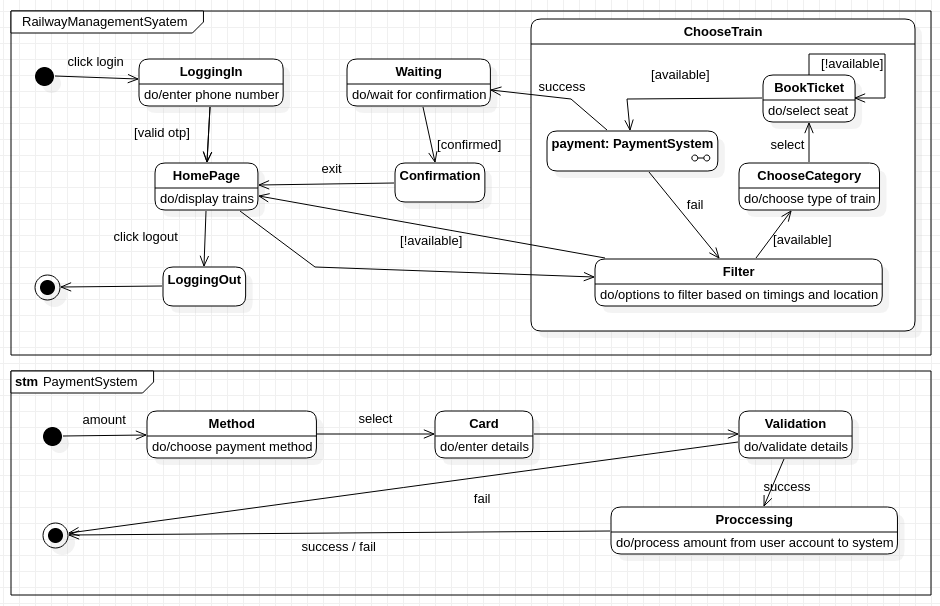 RailwayManagementSyatem
ChooseTrain
click login
LoggingIn
do/enter phone number
Waiting
do/wait for confirmation
success
[available]
[!available]
BookTicket
do/select seat
[valid otp]
[confirmed]
payment: PaymentSystem
select
HomePage
do/display trains
exit
Confirmation
ChooseCategory
do/choose type of train
fail
click logout
[!available]
[available]
LoggingOut
Filter
do/options to filter based on timings and location
stm PaymentSystem
amount
Method
do/choose payment method
select
Card
do/enter details
Validation
do/validate details
success
fail
Proccessing
do/process amount from user account to system
success / fail